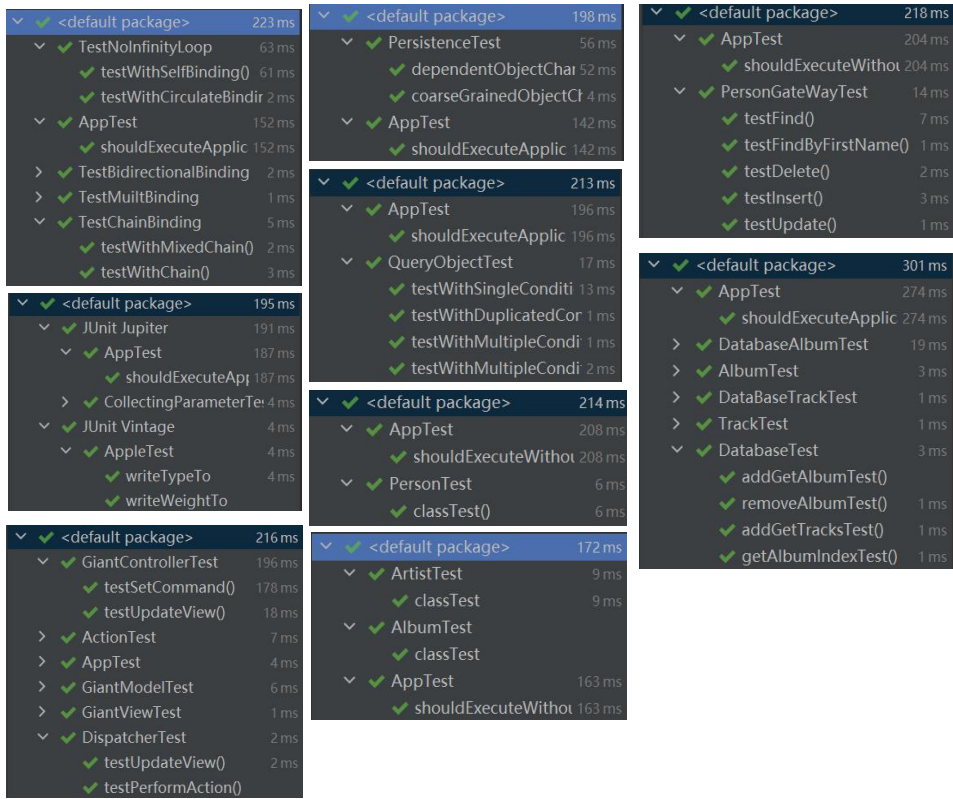 <default package> 223 ms
TestNoInfinityLoop 63 ms
testWithSelfBinding() 61 ms
testWithCirculateBindir 2 ms
AppTest 152 ms
shouldExecuteApplic 152 ms
TestBidirectionalBinding 2 ms
TestMuiltBinding 1 ms
TestChainBinding 5 ms
testWithMixedChain() 2 ms
testWithChain() 3 ms
<default package> 195 ms
JUnit Jupiter 191 ms
AppTest 187 ms
shouldExecuteApp 187 ms
CollectingParameterTes 4 ms
JUnit Vintage 4 ms
AppleTest 4 ms
writeTypeTo 4 ms
writeWeightTo
<default package> 216 ms
GiantControllerTest 196 ms
testSetCommand() 178 ms
testUpdateView() 18 ms
ActionTest 7 ms
AppTest 4 ms
GiantModelTest 6 ms
GiantViewTest 1 ms
DispatcherTest 2 ms
testUpdateView() 2 ms
testPerformAction()
<default package> 198 ms
PersistenceTest 56 ms
dependentObjectChar 52 ms
coarseGrainedObjectCh 4 ms
AppTest 142 ms
shouldExecuteApplic 142 ms
<default package> 213 ms
AppTest 196 ms
shouldExecuteApplic 196 ms
QueryObjectTest 17 ms
testWithSingleConditi 13 ms
testWithDuplicatedCor 1 ms
testWithMultipleCondi 1 ms
testWithMultipleCondi 2 ms
<default package> 214 ms
AppTest 208 ms
shouldExecuteWithou 208 ms
PersonTest 6 ms
classTest() 6 ms
<default package> 172 ms
ArtistTest 9 ms
classTest 9 ms
AlbumTest
classTest
AppTest 163 ms
shouldExecuteWithou 163 ms
<default package> 218 ms
AppTest 204 ms
shouldExecuteWithou 204 ms
PersonGateWayTest 14 ms
testFind() 7 ms
testFindByFirstName() 1 ms
testDelete() 2 ms
testInsert() 3 ms
testUpdate() 1 ms
<default package> 301 ms
AppTest 274 ms
shouldExecuteApplic 274 ms
DatabaseAlbumTest 19 ms
AlbumTest 3 ms
DataBaseTrackTest 1 ms
TrackTest 1 ms
DatabaseTest 3 ms
addGetAlbumTest()
removeAlbumTest() 1 ms
addGetTracksTest() 1 ms
getAlbumIndexTest() 1 ms